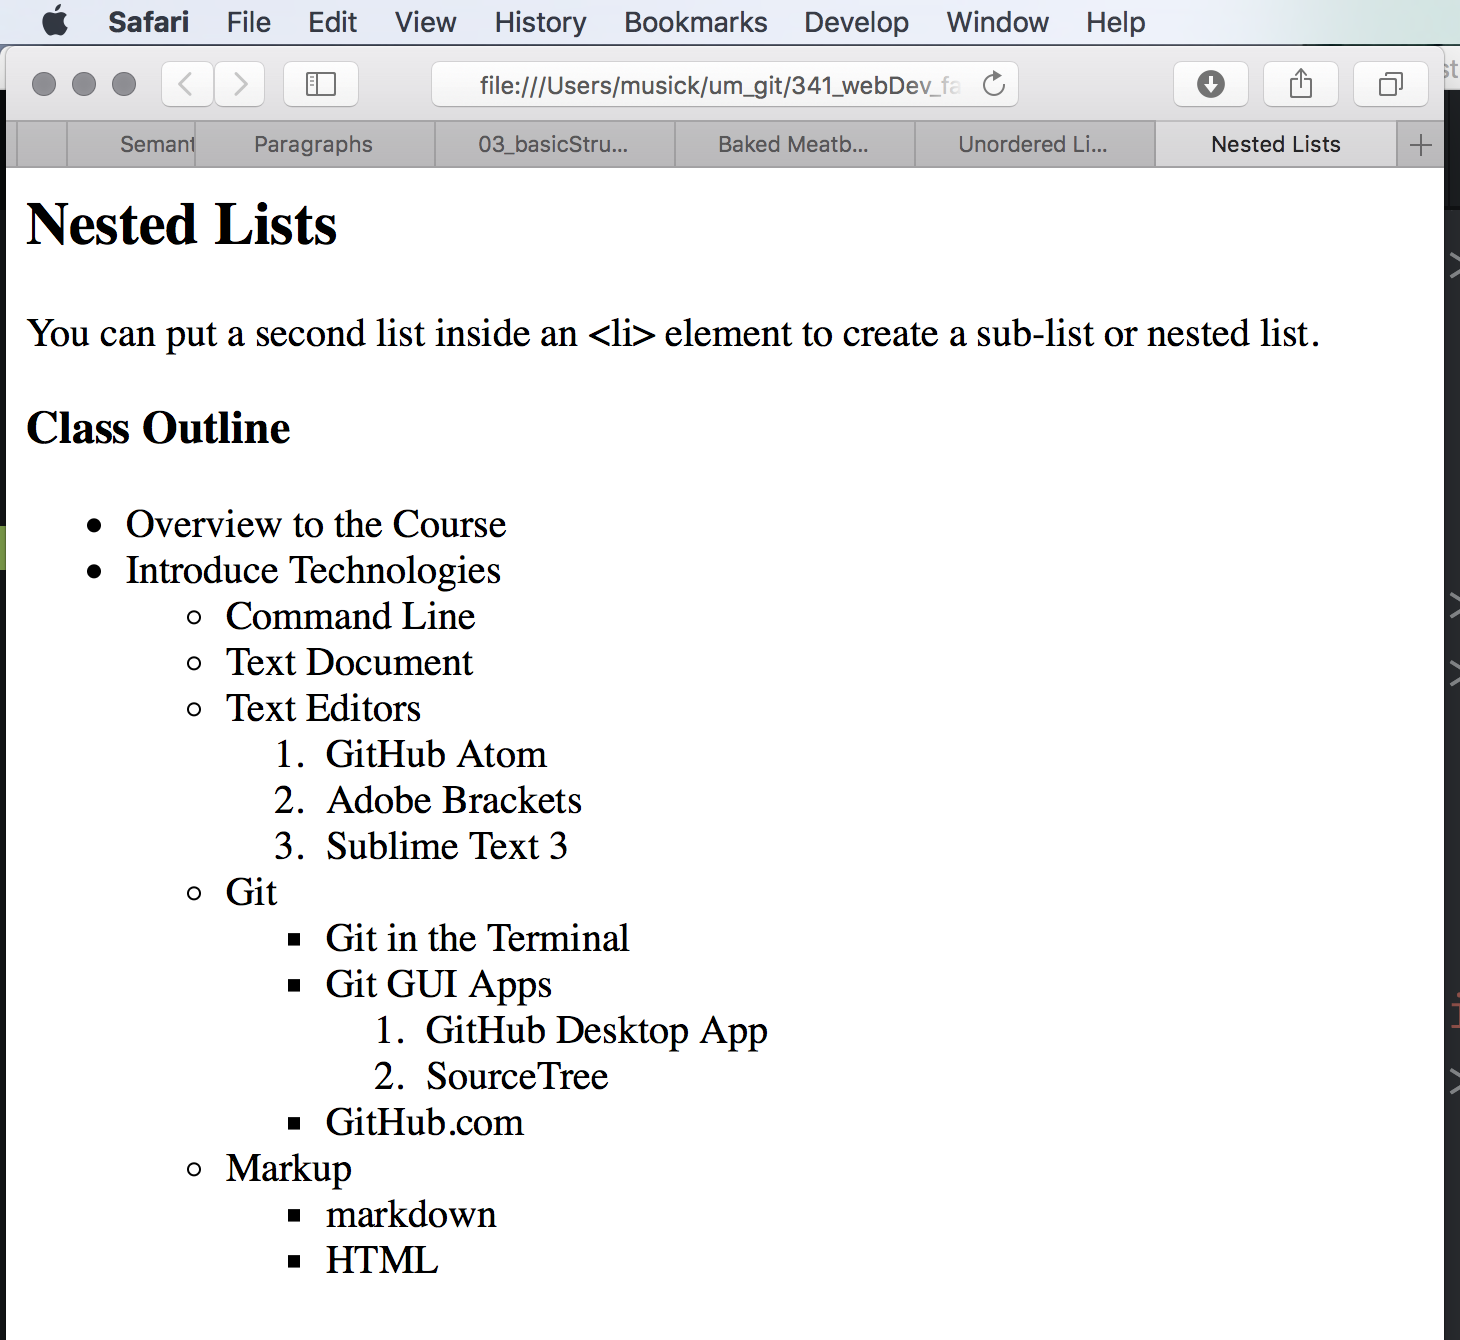 Safari File Edit View History Bookmarks Develop Window Help
file:///Users/musick/um_git/341_webDev_fa
Semant Paragraphs 03_basicStru... Baked Meatb... Unordered Li... Nested Lists
Nested Lists
You can put a second list inside an <li> element to create a sub-list or nested list.
Class Outline
• Overview to the Course
• Introduce Technologies
○ Command Line
○ Text Document
○ Text Editors
1. GitHub Atom
2. Adobe Brackets
3. Sublime Text 3
○ Git
▪ Git in the Terminal
▪ Git GUI Apps
1. GitHub Desktop App
2. SourceTree
▪ GitHub.com
○ Markup
▪ markdown
▪ HTML